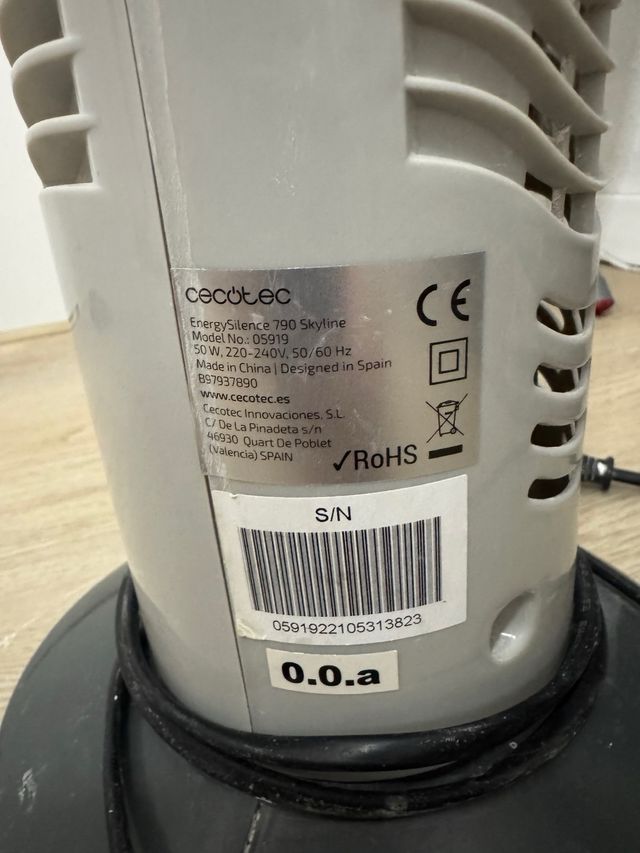 cecotec
CE
EnergySilence 790 Skyline
Model No.: 05919
50 W, 220-240V, 50/60 Hz
Made in China | Designed in Spain
B97937890
www.cecotec.es
Cecotec Innovaciones, S.L.
C/ De La Pinadeta s/n
46930 Quart De Poblet
(Valencia) SPAIN
✓RoHS
S/N
0591922105313823
0.0.a